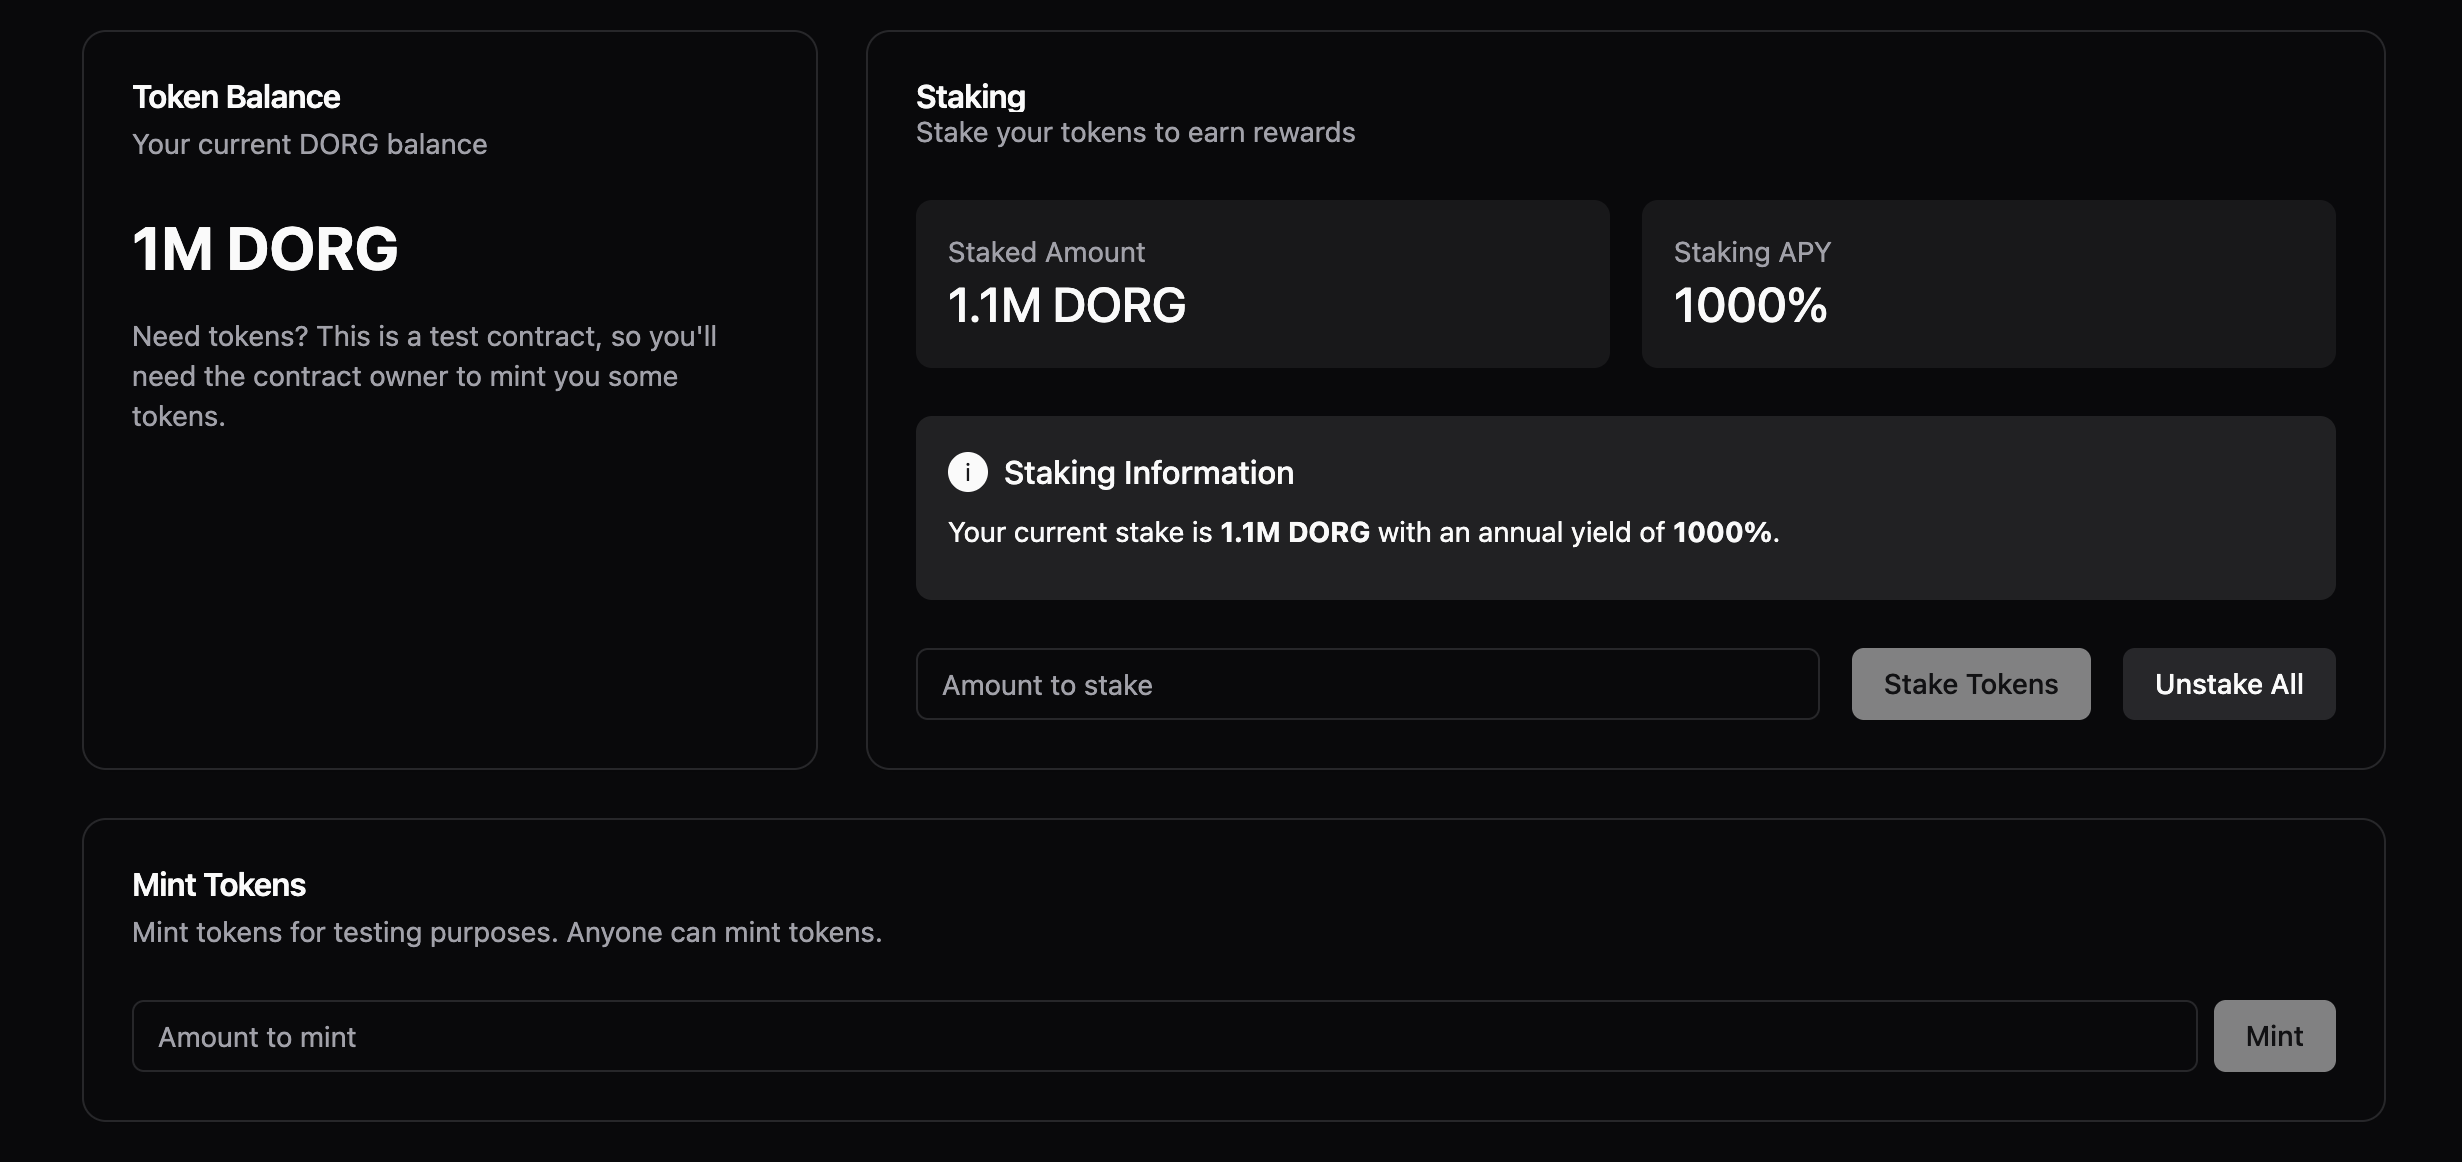 Token Balance
Your current DORG balance
1M DORG
Need tokens? This is a test contract, so you'll
need the contract owner to mint you some
tokens.
Staking
Stake your tokens to earn rewards
Staked Amount
1.1M DORG
Staking APY
1000%
i Staking Information
Your current stake is 1.1M DORG with an annual yield of 1000%.
Amount to stake
Stake Tokens
Unstake All
Mint Tokens
Mint tokens for testing purposes. Anyone can mint tokens.
Amount to mint
Mint